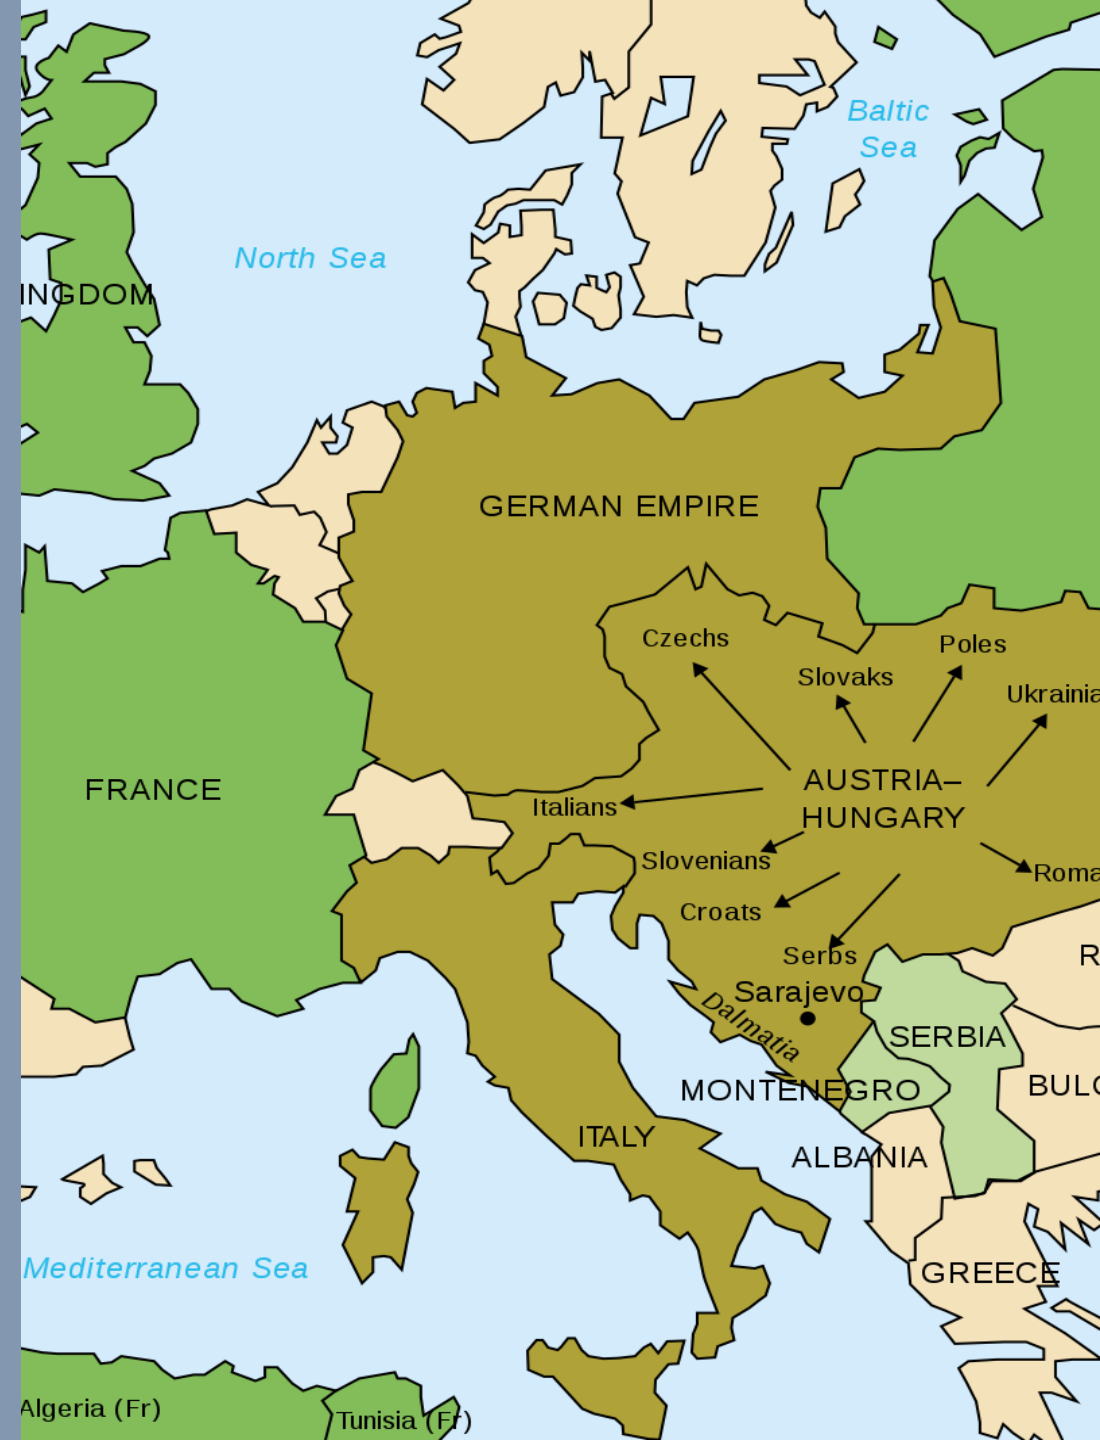 Baltic
Sea
North Sea
INGDOM
GERMAN EMPIRE
Czechs
Poles
Slovaks
Ukrainia
FRANCE
AUSTRIA–
HUNGARY
Italians
Slovenians
Roma
Croats
Serbs
R
Sarajevo
Dalmatia
SERBIA
MONTENEGRO
BULG
ITALY
ALBANIA
Mediterranean Sea
GREECE
Algeria (Fr)
Tunisia (Fr)